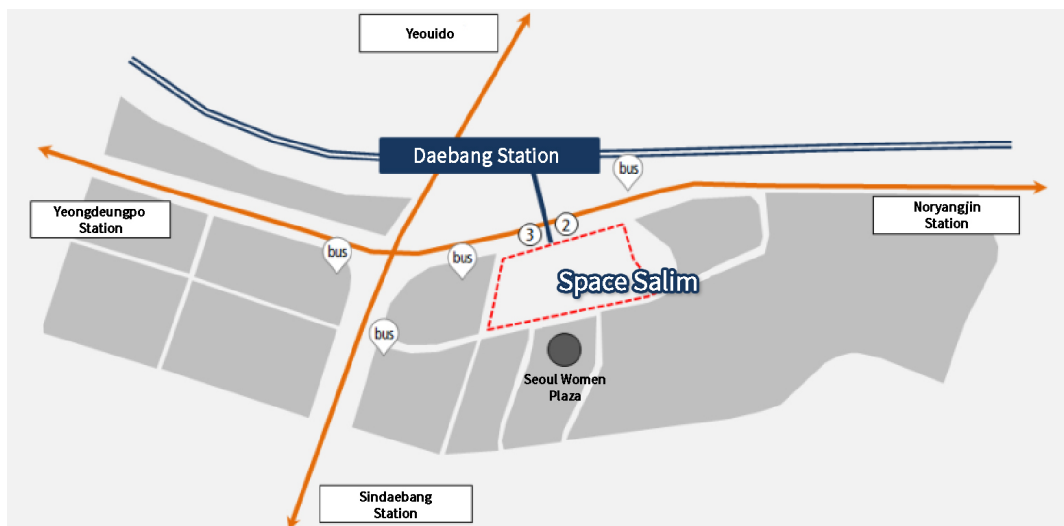 Yeouido
Daebang Station
bus
Yeongdeungpo
Station
Noryangjin
Station
3
2
bus
bus
Space Salim
bus
Seoul Women
Plaza
Sindaebang
Station